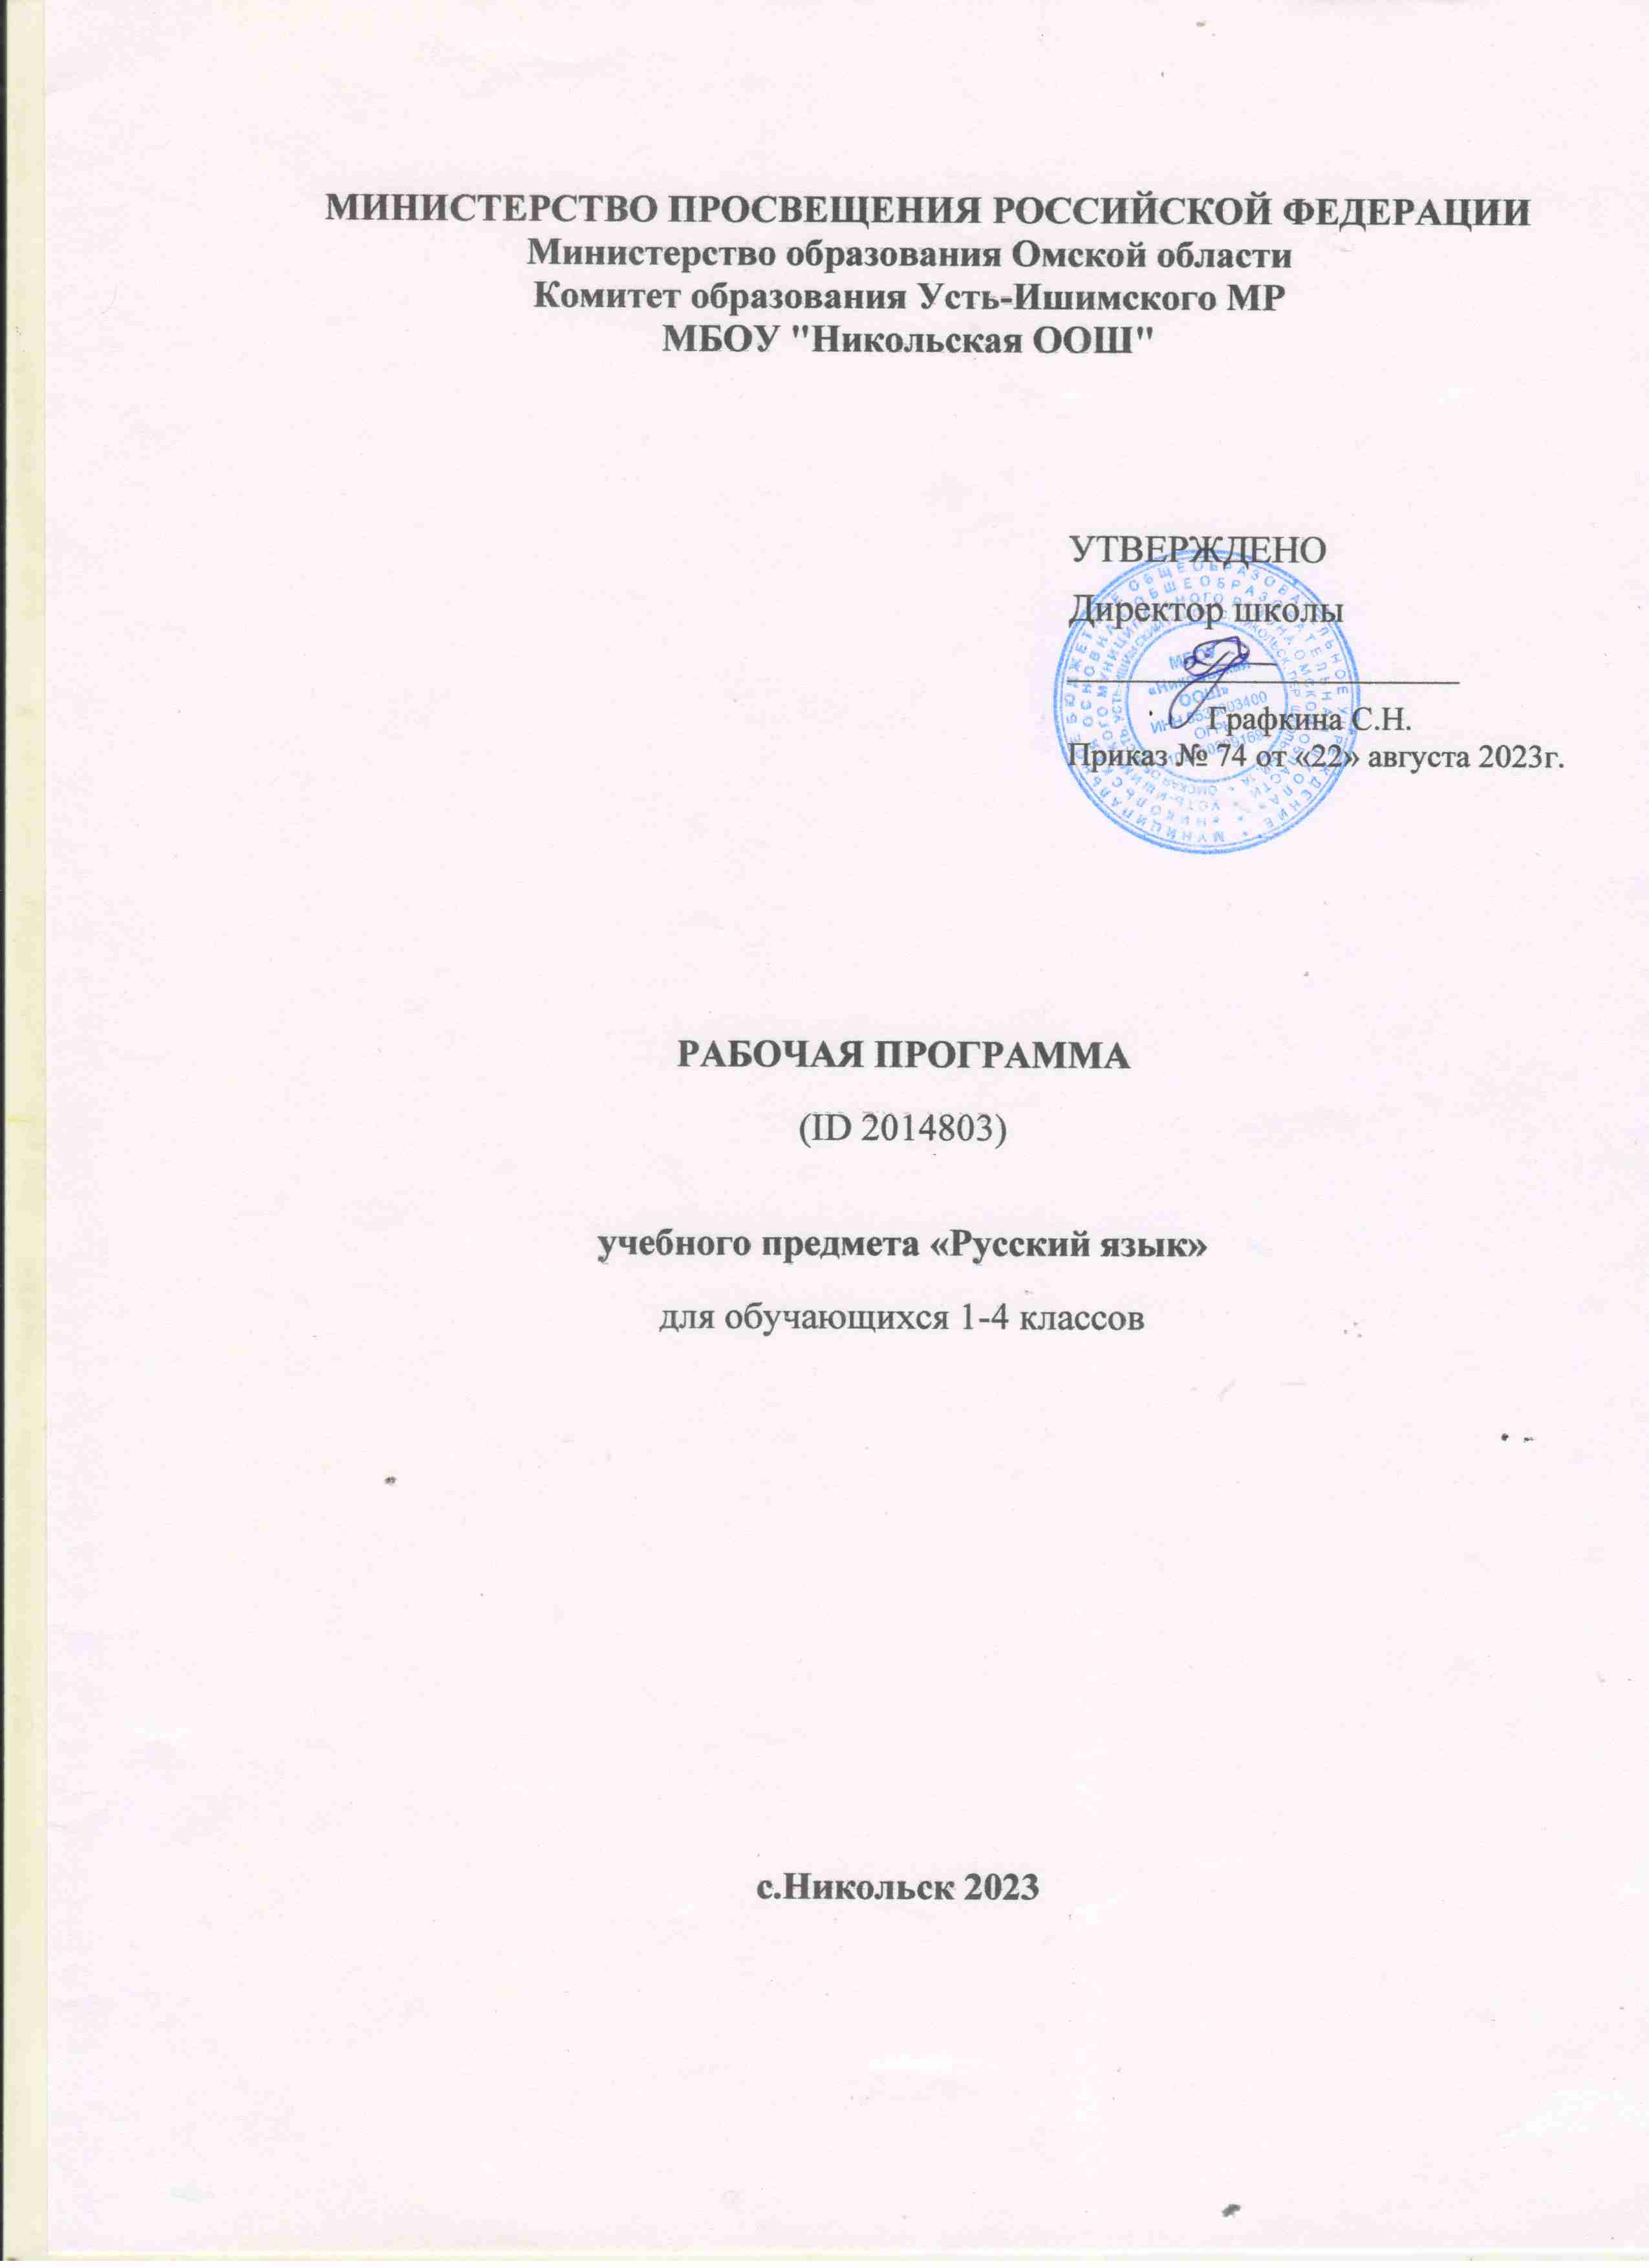 МИНИСТЕРСТВО ПРОСВЕЩЕНИЯ РОССИЙСКОЙ ФЕДЕРАЦИИ
Министерство образования Омской области
Комитет образования Усть-Ишимского МР
МБОУ "Никольская ООШ"
УТВЕРЖДЕНО
Директор школы
Графкина С.Н.
Приказ № 74 от «22» августа 2023г.
РАБОЧАЯ ПРОГРАММА
(ID 2014803)
учебного предмета «Русский язык»
для обучающихся 1-4 классов
с.Никольск 2023